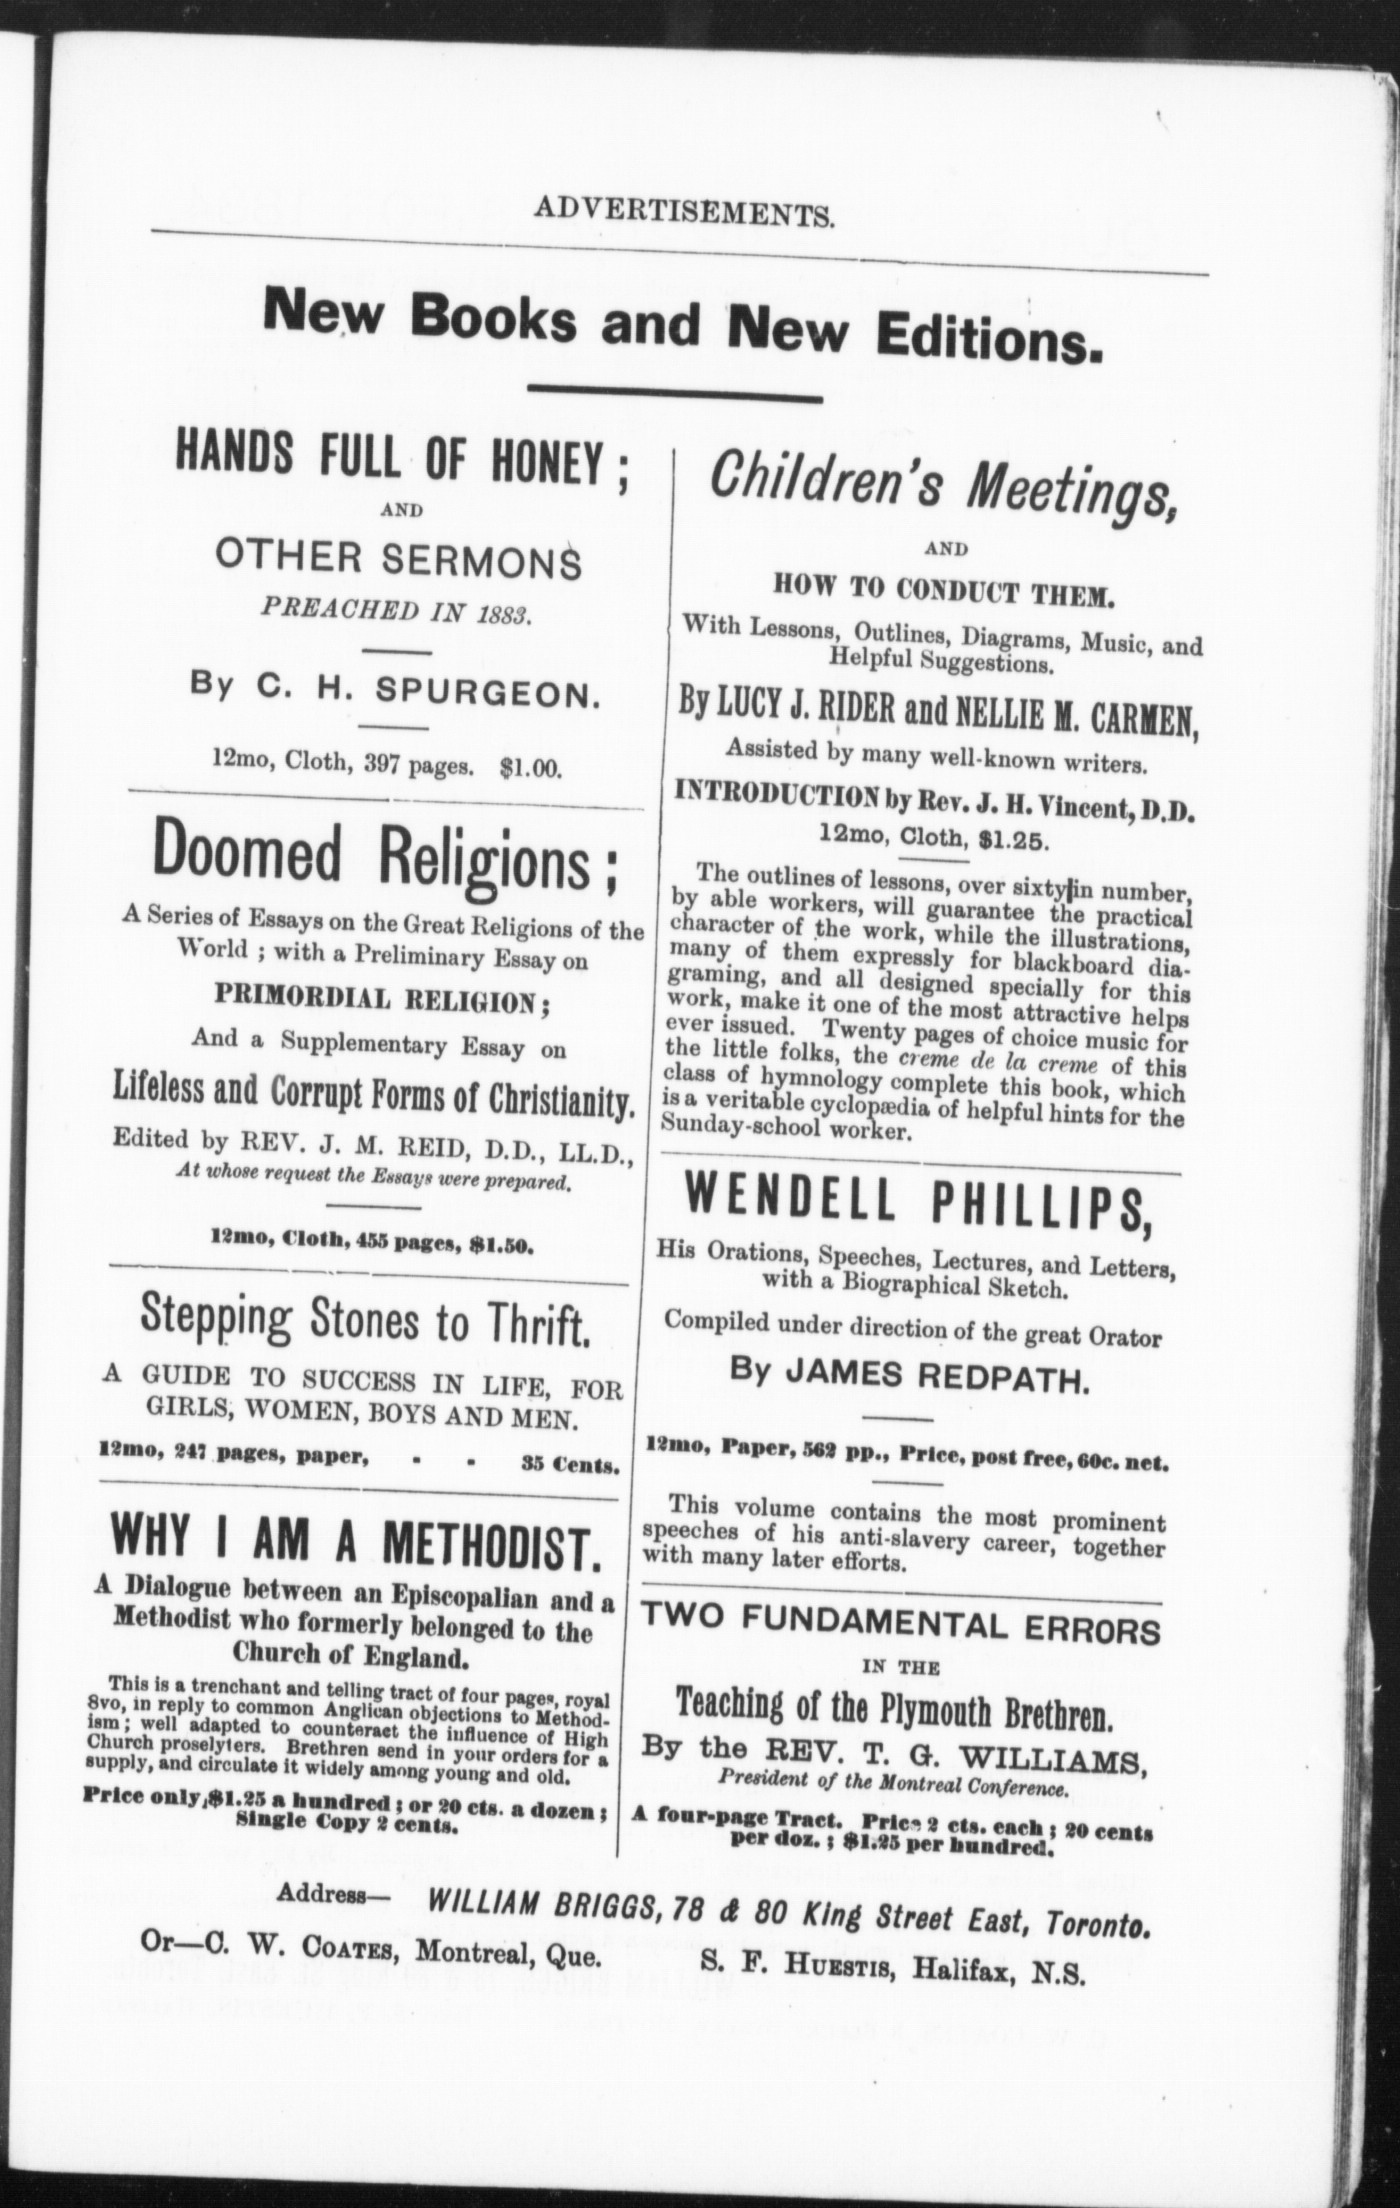 ADVERTISEMENTS.
New Books and New Editions.
HANDS FULL OF HONEY ;
AND
OTHER SERMONS
PREACHED IN 1883.
By C. H. SPURGEON.
12mo, Cloth, 397 pages. $1.00.
Doomed Religions ;
A Series of Essays on the Great Religions of the
World ; with a Preliminary Essay on
PRIMORDIAL RELIGION ;
And a Supplementary Essay on
Lifeless and Corrupt Forms of Christianity.
Edited by REV. J. M. REID, D.D., LL.D.,
At whose request the Essays were prepared.
12mo, Cloth, 455 pages, $1.50.
Stepping Stones to Thrift.
A GUIDE TO SUCCESS IN LIFE, FOR
GIRLS, WOMEN, BOYS AND MEN.
12mo, 247 pages, paper, - - 35 Cents.
WHY I AM A METHODIST.
A Dialogue between an Episcopalian and a
Methodist who formerly belonged to the
Church of England.
This is a trenchant and telling tract of four pages, royal
8vo, in reply to common Anglican objections to Method-
ism ; well adapted to counteract the influence of High
Church proselyters. Brethren send in your orders for a
supply, and circulate it widely among young and old.
Price only $1.25 a hundred ; or 20 cts. a dozen ;
Single Copy 2 cents.
Children's Meetings,
AND
HOW TO CONDUCT THEM.
With Lessons, Outlines, Diagrams, Music, and
Helpful Suggestions.
By LUCY J. RIDER and NELLIE M. CARMEN,
Assisted by many well-known writers.
INTRODUCTION by Rev. J. H. Vincent, D.D.
12mo, Cloth, $1.25.
The outlines of lessons, over sixty in number,
by able workers, will guarantee the practical
character of the work, while the illustrations,
many of them expressly for blackboard dia-
graming, and all designed specially for this
work, make it one of the most attractive helps
ever issued. Twenty pages of choice music for
the little folks, the creme de la creme of this
class of hymnology complete this book, which
is a veritable cyclopædia of helpful hints for the
Sunday-school worker.
WENDELL PHILLIPS,
His Orations, Speeches, Lectures, and Letters,
with a Biographical Sketch.
Compiled under direction of the great Orator
By JAMES REDPATH.
12mo, Paper, 562 pp., Price, post free, 60c. net.
This volume contains the most prominent
speeches of his anti-slavery career, together
with many later efforts.
TWO FUNDAMENTAL ERRORS
IN THE
Teaching of the Plymouth Brethren.
By the REV. T. G. WILLIAMS,
President of the Montreal Conference.
A four-page Tract. Price 2 cts. each ; 20 cents
per doz. ; $1.25 per hundred.
Address— WILLIAM BRIGGS, 78 & 80 King Street East, Toronto.
Or—C. W. COATES, Montreal, Que. S. F. HUESTIS, Halifax, N.S.